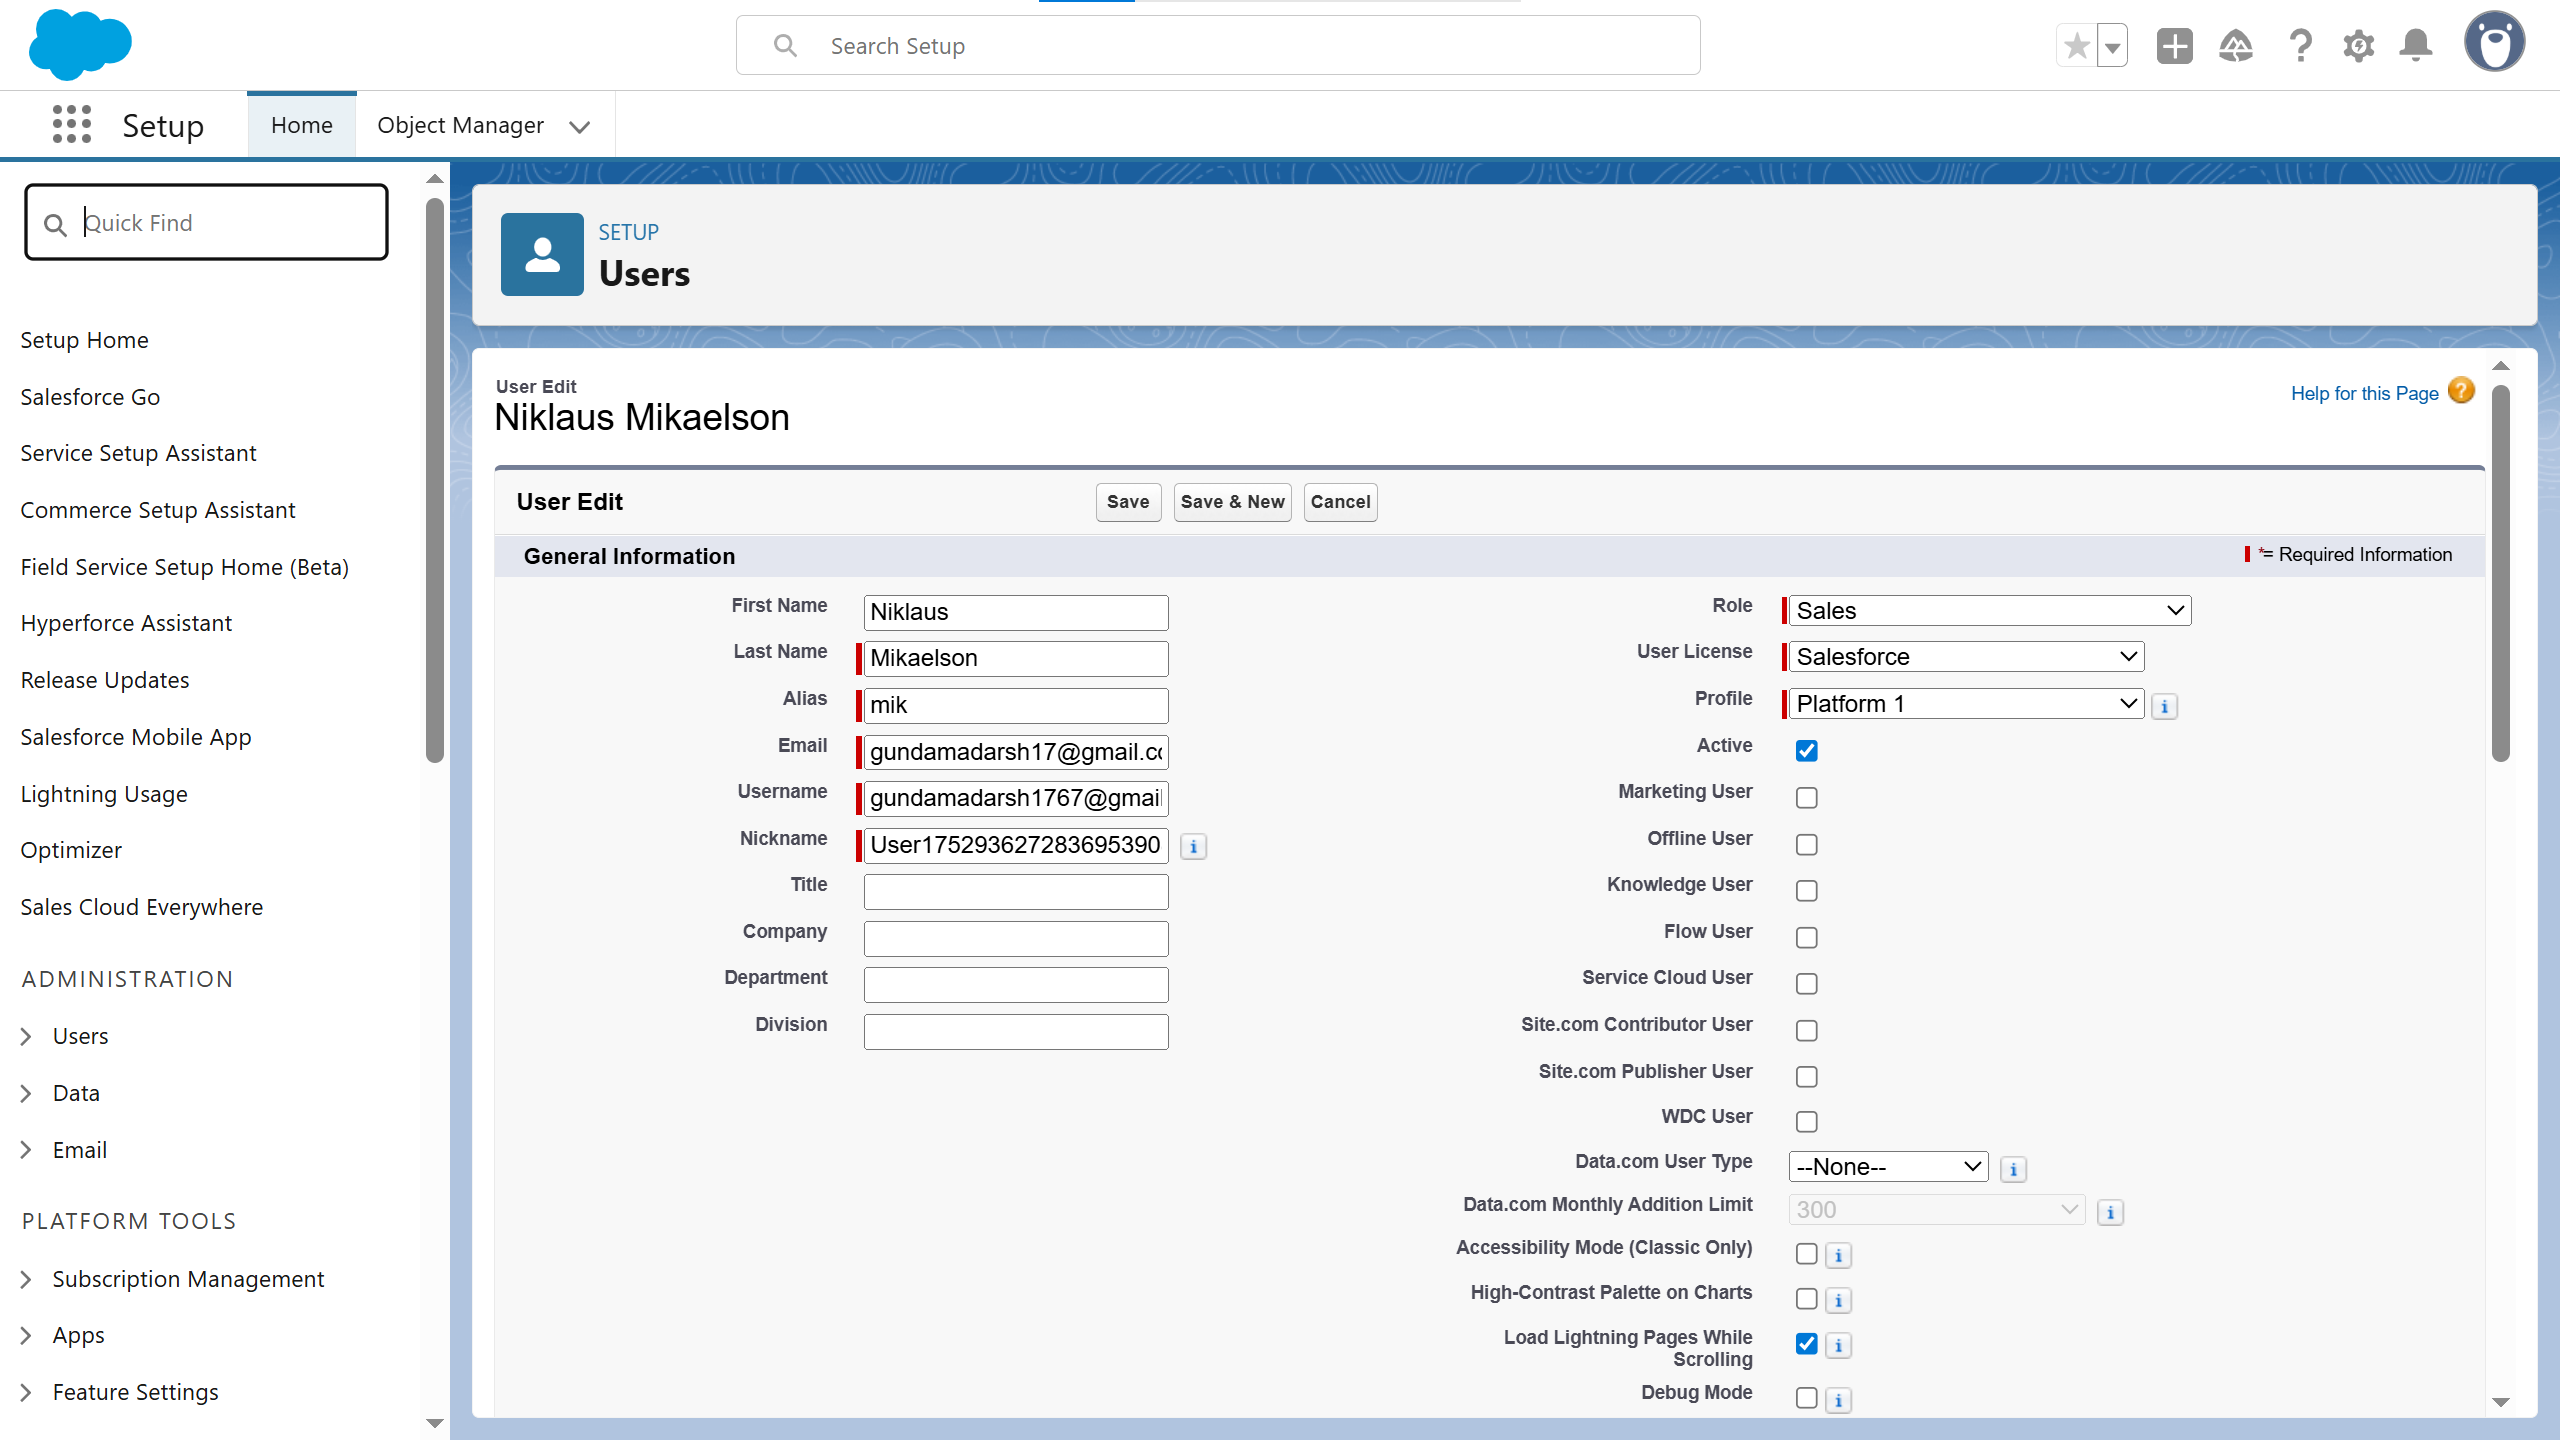 Search Setup
Setup
Home
Object Manager
Quick Find
Setup Home
Salesforce Go
Service Setup Assistant
Commerce Setup Assistant
Field Service Setup Home (Beta)
Hyperforce Assistant
Release Updates
Salesforce Mobile App
Lightning Usage
Optimizer
Sales Cloud Everywhere
ADMINISTRATION
Users
Data
Email
PLATFORM TOOLS
Subscription Management
Apps
Feature Settings
SETUP
Users
User Edit
Niklaus Mikaelson
Help for this Page
User Edit
Save
Save & New
Cancel
General Information
*= Required Information
First Name Niklaus
Last Name Mikaelson
Alias mik
Email gundamadarsh17@gmail.co
Username gundamadarsh1767@gmail
Nickname User175293627283695390
Title
Company
Department
Division
Role Sales
User License Salesforce
Profile Platform 1
Active
Marketing User
Offline User
Knowledge User
Flow User
Service Cloud User
Site.com Contributor User
Site.com Publisher User
WDC User
Data.com User Type --None--
Data.com Monthly Addition Limit 300
Accessibility Mode (Classic Only)
High-Contrast Palette on Charts
Load Lightning Pages While
Scrolling
Debug Mode